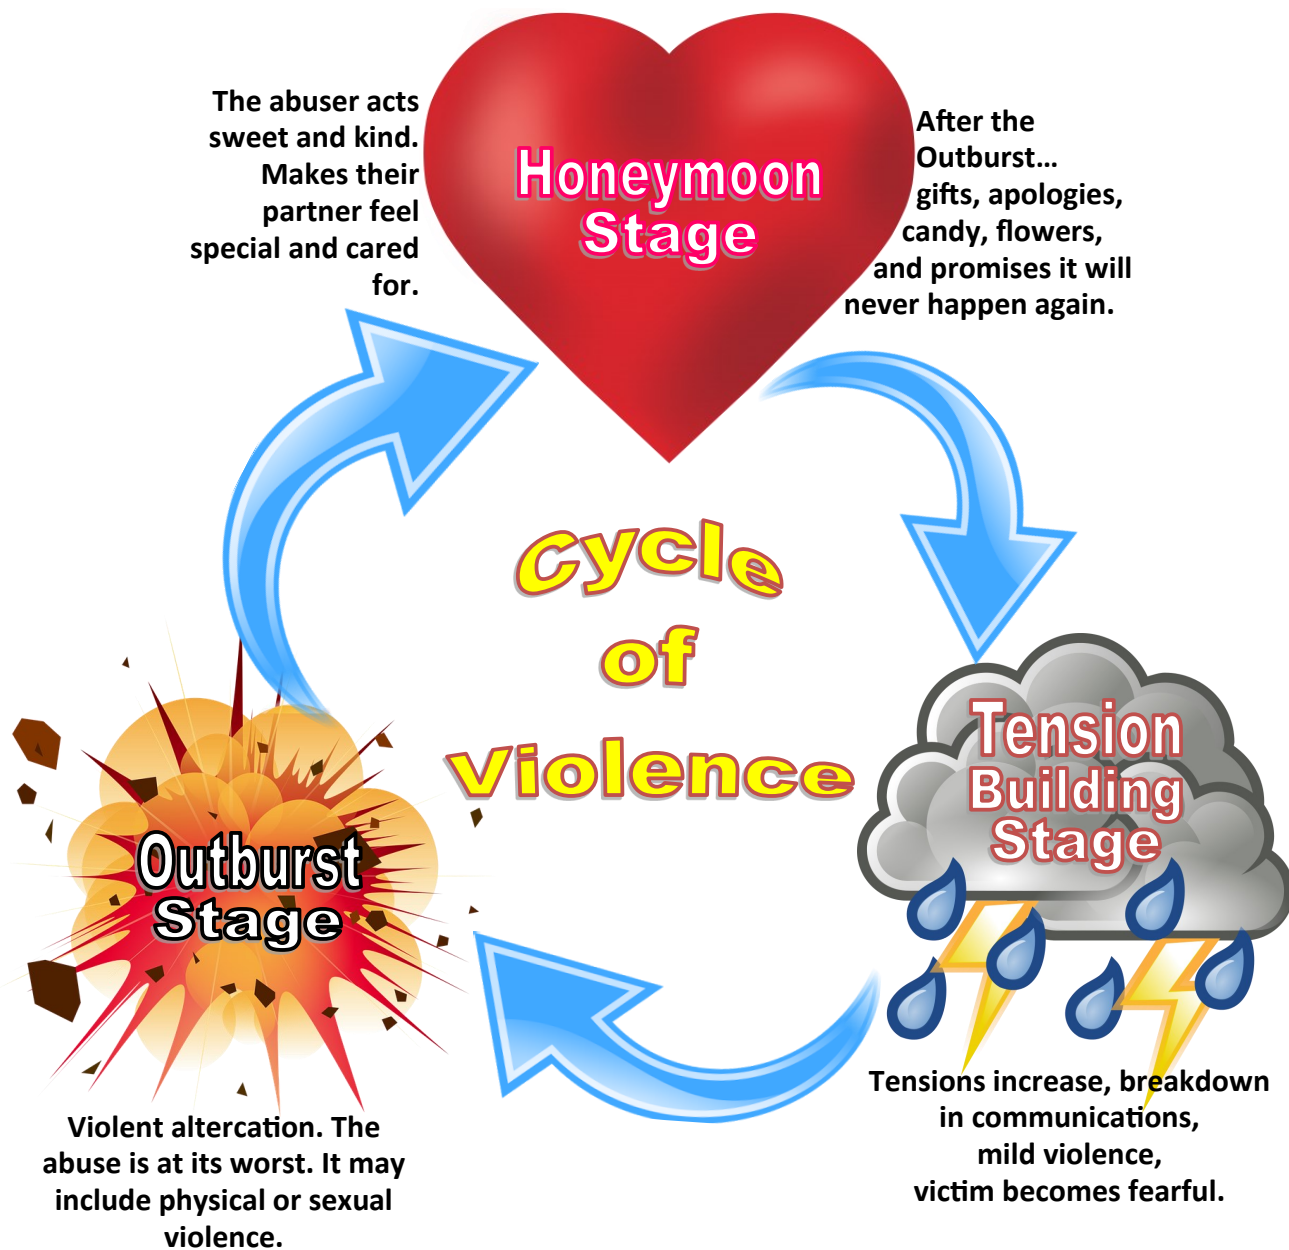 The abuser acts
sweet and kind.
Makes their
partner feel
special and cared
for.
Honeymoon
Stage
After the
Outburst...
gifts, apologies,
candy, flowers,
and promises it will
never happen again.
Cycle
of
Violence
Tension
Building
Stage
Tensions increase, breakdown
in communications,
mild violence,
victim becomes fearful.
Outburst
Stage
Violent altercation. The
abuse is at its worst. It may
include physical or sexual
violence.